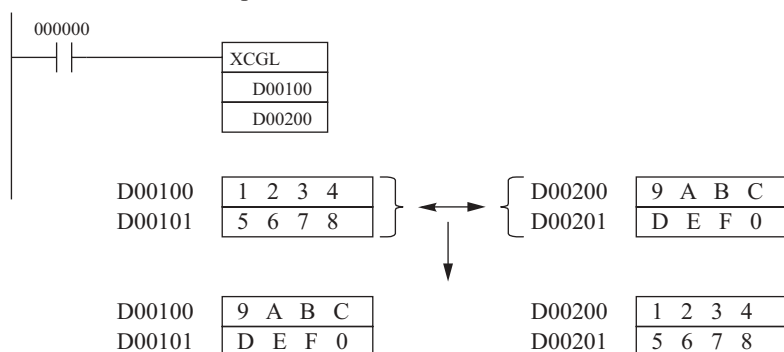 000000
XCGL
D00100
D00200
D00100 1 2 3 4 D00200 9 A B C
D00101 5 6 7 8 D00201 D E F 0
D00100 9 A B C D00200 1 2 3 4
D00101 D E F 0 D00201 5 6 7 8